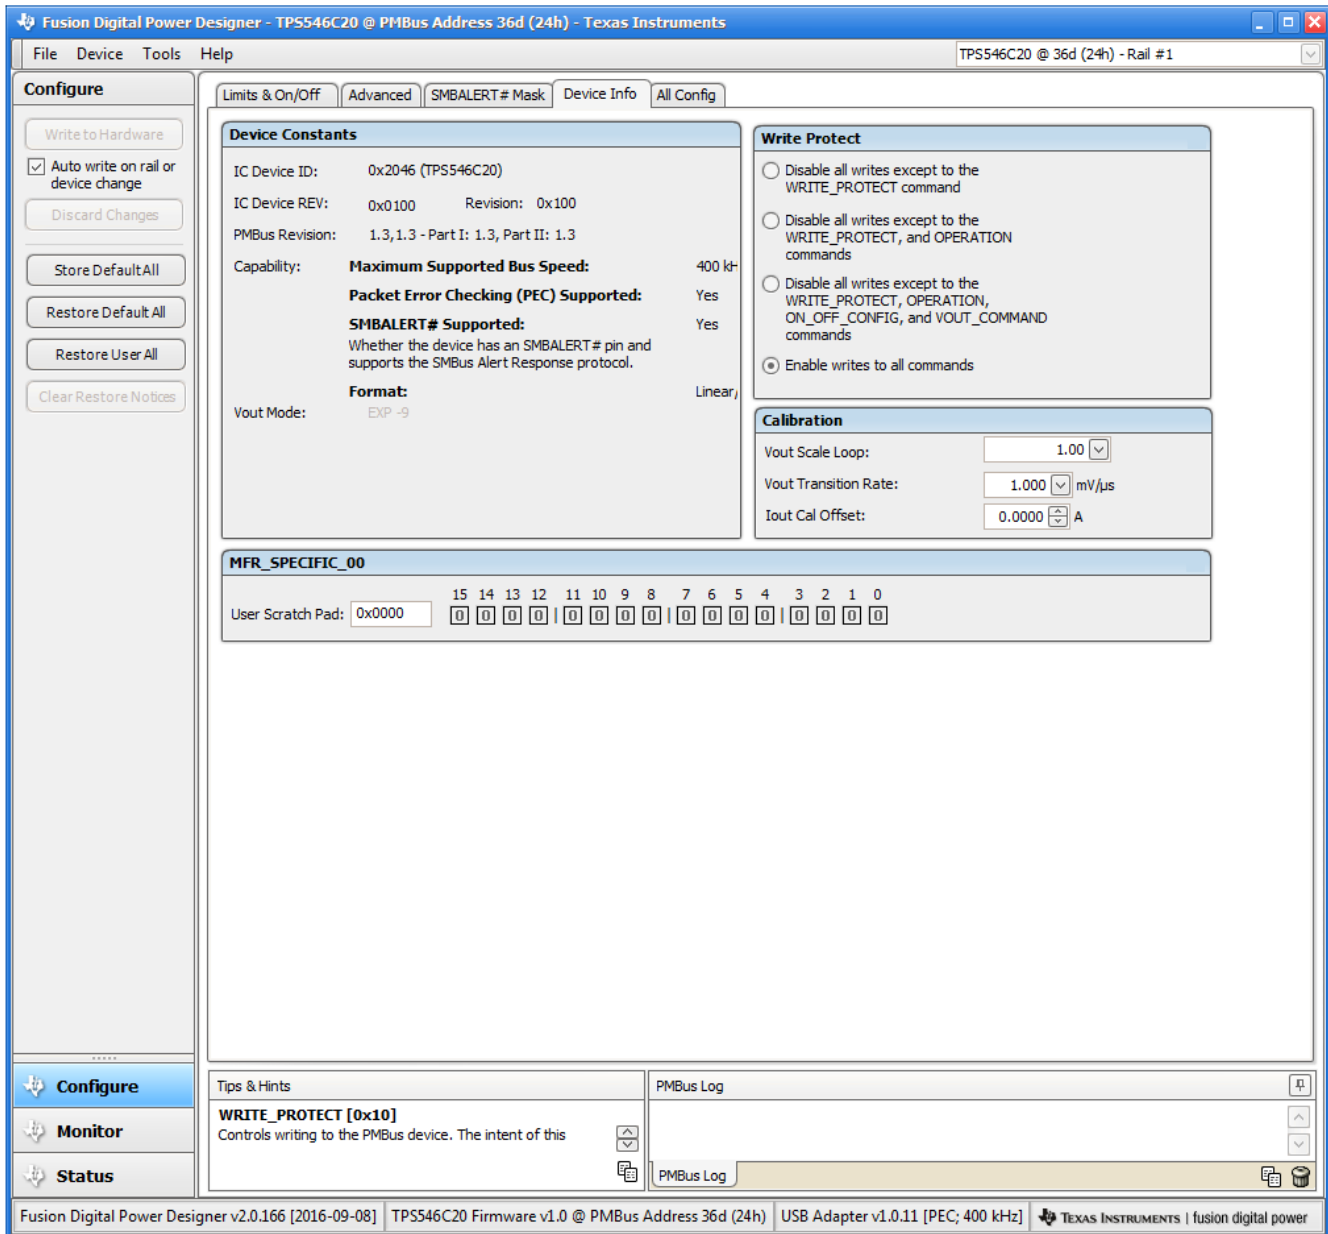 Fusion Digital Power Designer - TPS546C20 @ PMBus Address 36d (24h) - Texas Instruments
File Device Tools Help
TPS546C20 @ 36d (24h) - Rail #1
Configure
Write to Hardware
Auto write on rail or
device change
Discard Changes
Store Default All
Restore Default All
Restore User All
Clear Restore Notices
Limits & On/Off Advanced SMBALERT# Mask Device Info All Config
Device Constants
IC Device ID: 0x2046 (TPS546C20)
IC Device REV: 0x0100 Revision: 0x100
PMBus Revision: 1.3,1.3 - Part I: 1.3, Part II: 1.3
Capability: Maximum Supported Bus Speed: 400 kH
Packet Error Checking (PEC) Supported: Yes
SMBALERT# Supported: Yes
Whether the device has an SMBALERT# pin and
supports the SMBus Alert Response protocol.
Format: Linear,
Vout Mode: EXP -9
Write Protect
Disable all writes except to the
WRITE_PROTECT command
Disable all writes except to the
WRITE_PROTECT, and OPERATION
commands
Disable all writes except to the
WRITE_PROTECT, OPERATION,
ON_OFF_CONFIG, and VOUT_COMMAND
commands
Enable writes to all commands
Calibration
Vout Scale Loop: 1.00
Vout Transition Rate: 1.000 mV/µs
Iout Cal Offset: 0.0000 A
MFR_SPECIFIC_00
15 14 13 12 11 10 9 8 7 6 5 4 3 2 1 0
User Scratch Pad: 0x0000 0 0 0 0 | 0 0 0 0 | 0 0 0 0 | 0 0 0 0
Configure
Monitor
Status
Tips & Hints
WRITE_PROTECT [0x10]
Controls writing to the PMBus device. The intent of this
PMBus Log
PMBus Log
Fusion Digital Power Designer v2.0.166 [2016-09-08] TPS546C20 Firmware v1.0 @ PMBus Address 36d (24h) USB Adapter v1.0.11 [PEC; 400 kHz] TEXAS INSTRUMENTS | fusion digital power